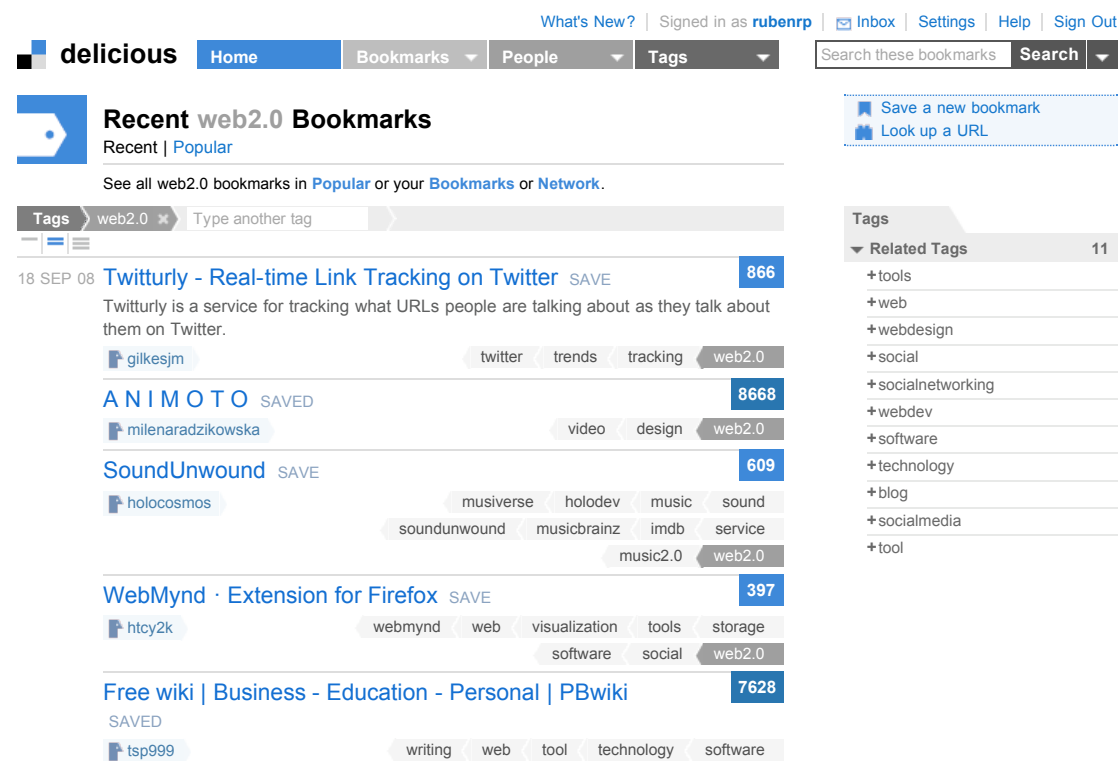 What's New? Signed in as rubenrp Inbox Settings Help Sign Out
delicious Home Bookmarks People Tags Search these bookmarks Search
Recent web2.0 Bookmarks
Recent | Popular
See all web2.0 bookmarks in Popular or your Bookmarks or Network.
Save a new bookmark
Look up a URL
Tags web2.0 Type another tag
18 SEP 08 Twitturly - Real-time Link Tracking on Twitter SAVE 866
Twitturly is a service for tracking what URLs people are talking about as they talk about
them on Twitter.
gilkesjm twitter trends tracking web2.0
A N I M O T O SAVED 8668
milenaradzikowska video design web2.0
SoundUnwound SAVE 609
holocosmos musiverse holodev music sound
soundunwound musicbrainz imdb service
music2.0 web2.0
WebMynd · Extension for Firefox SAVE 397
htcy2k webmynd web visualization tools storage
software social web2.0
Free wiki | Business - Education - Personal | PBwiki 7628
SAVED
tsp999 writing web tool technology software
Tags
Related Tags 11
+tools
+web
+webdesign
+social
+socialnetworking
+webdev
+software
+technology
+blog
+socialmedia
+tool